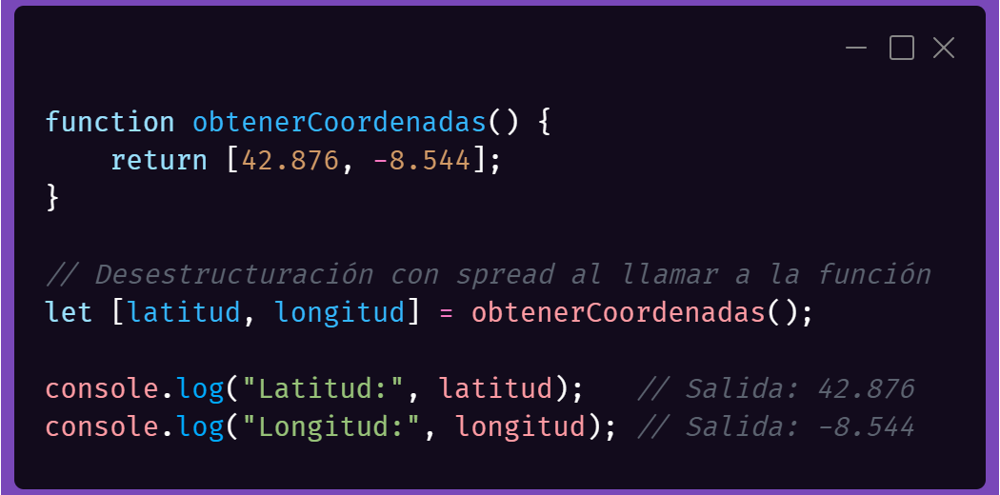 function obtenerCoordenadas() {
    return [42.876, -8.544];
}

// Desestructuración con spread al llamar a la función
let [latitud, longitud] = obtenerCoordenadas();

console.log("Latitud:", latitud);   // Salida: 42.876
console.log("Longitud:", longitud); // Salida: -8.544